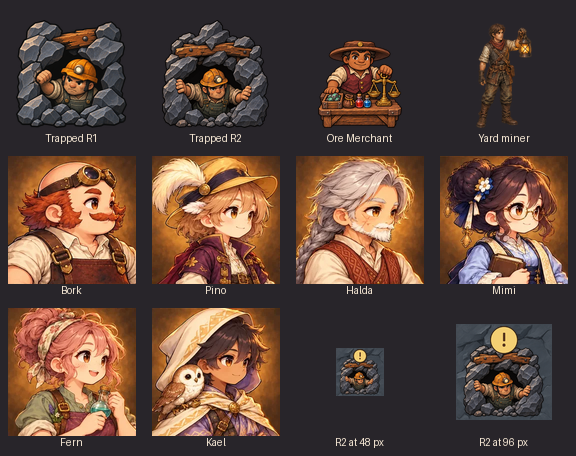 Trapped R1
Trapped R2
Ore Merchant
Yard miner
Bork
Pino
Halda
Mimi
!
!
Fern
Kael
R2 at 48 px
R2 at 96 px